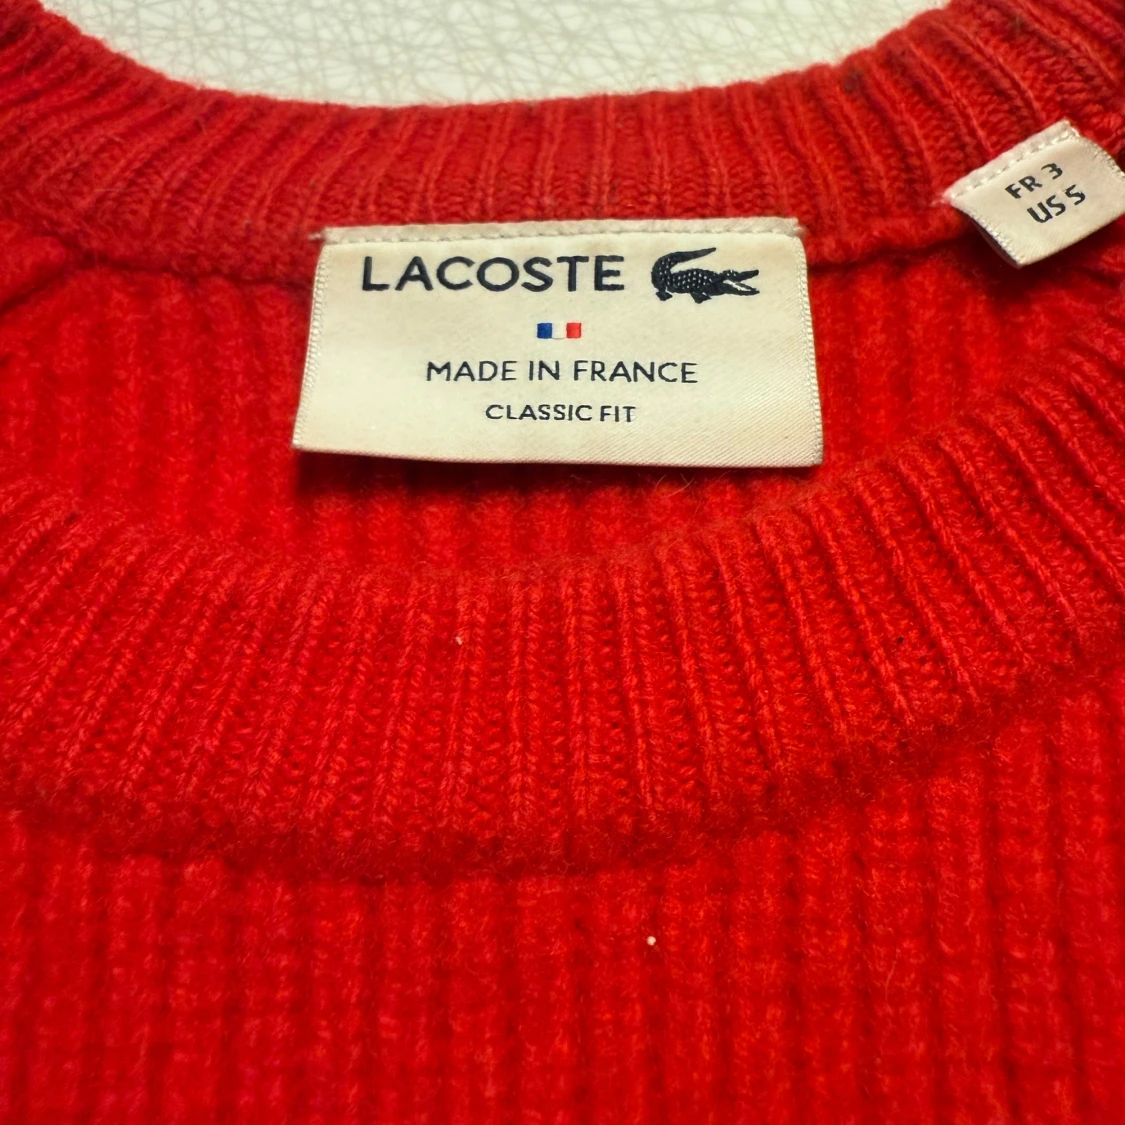 LACOSTE
MADE IN FRANCE
CLASSIC FIT
FR 3
US 5